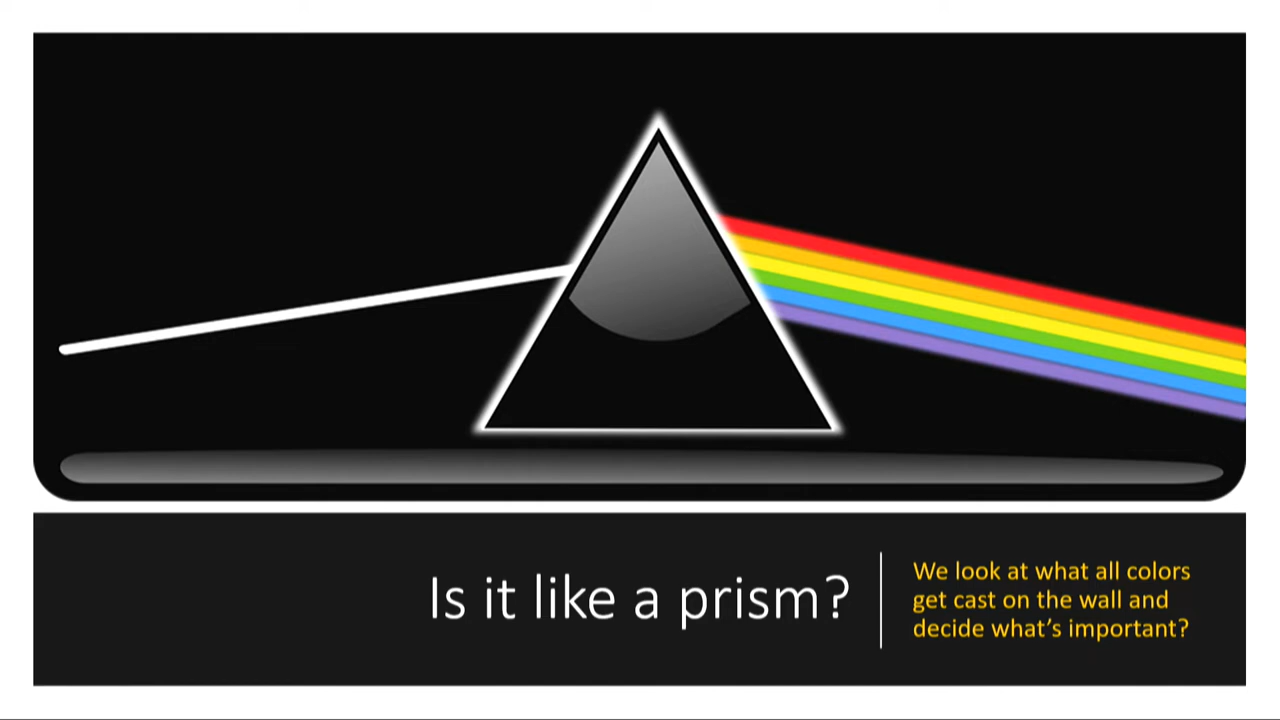 Is it like a prism?
We look at what all colors
get cast on the wall and
decide what’s important?